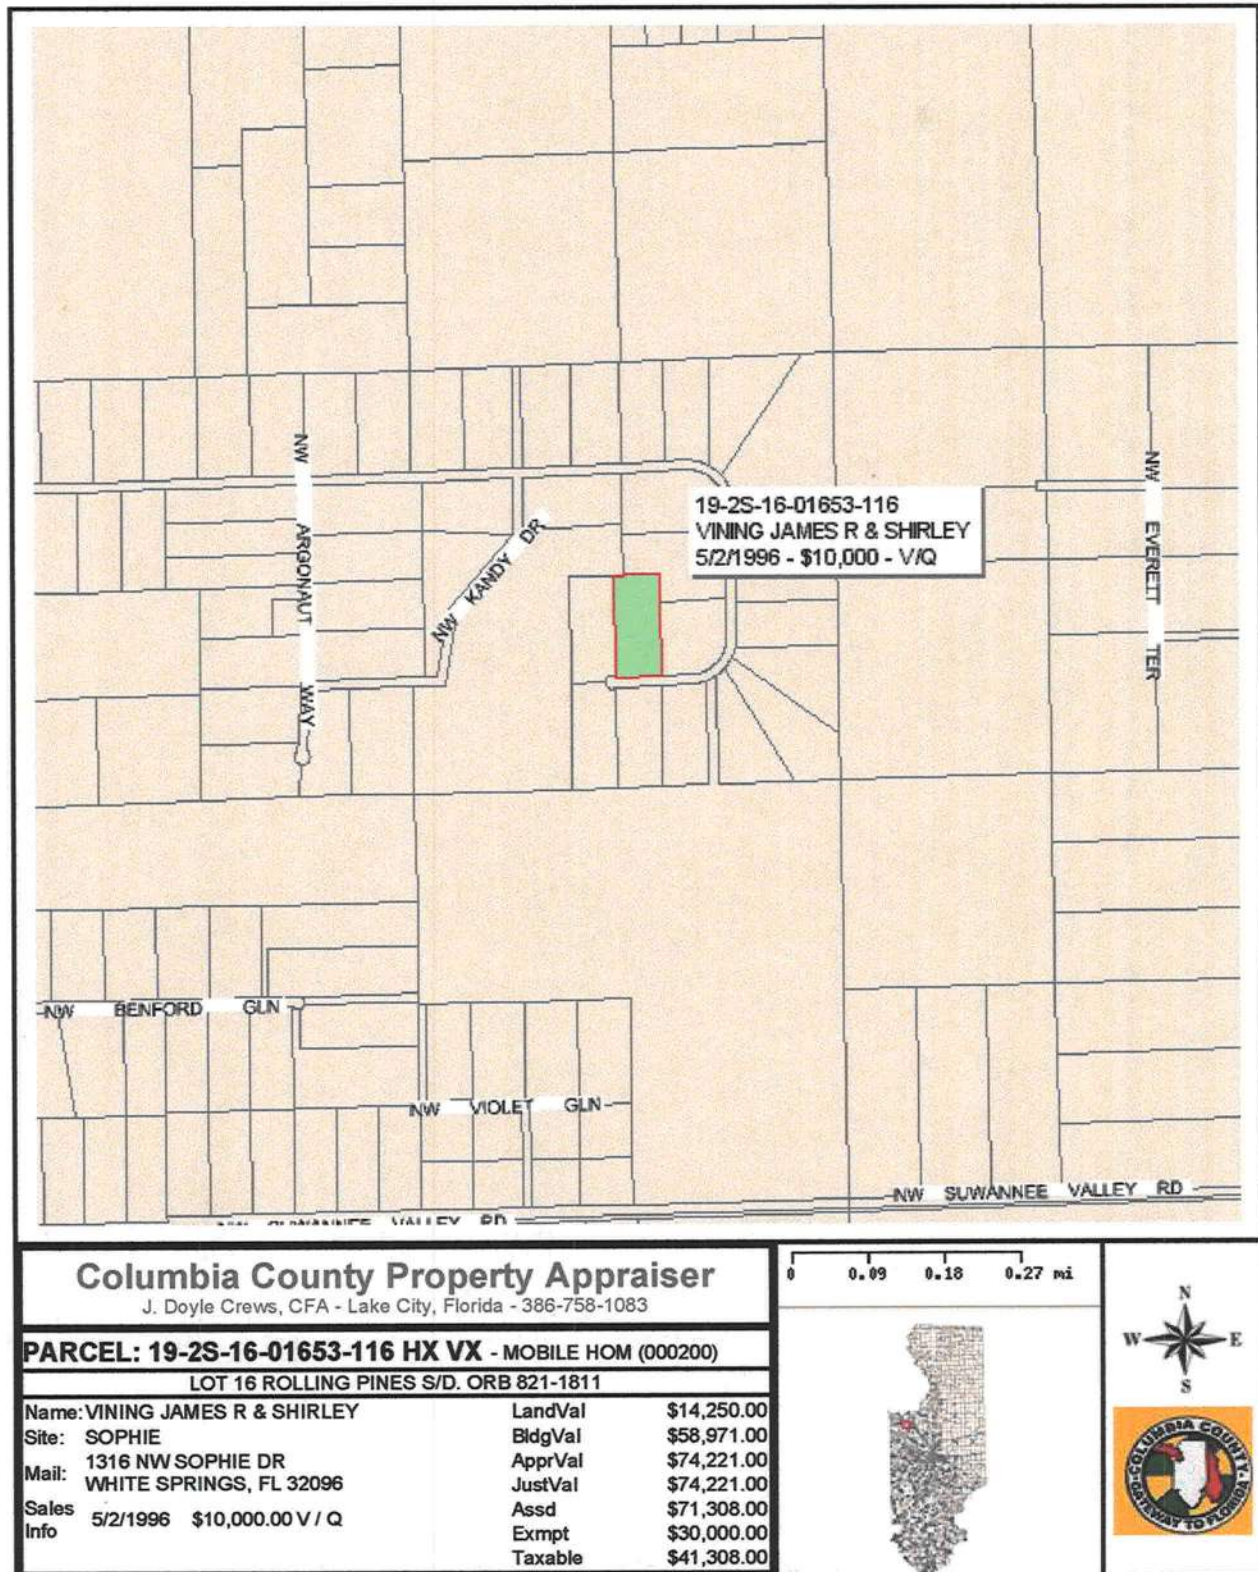 NW ARGONAUT WAY
NW KANDY DR
19-2S-16-01653-116
VINING JAMES R & SHIRLEY
5/2/1996 - $10,000 - V/Q
NW EVERETT TER
NW BENFORD GLN
NW VIOLET GLN
NW SUWANNEE VALLEY RD
NW SUWANNEE VALLEY RD
Columbia County Property Appraiser
J. Doyle Crews, CFA - Lake City, Florida - 386-758-1083
PARCEL: 19-2S-16-01653-116 HX VX - MOBILE HOM (000200)
LOT 16 ROLLING PINES S/D. ORB 821-1811
Name: VINING JAMES R & SHIRLEY LandVal $14,250.00
Site: SOPHIE BldgVal $58,971.00
Mail: 1316 NW SOPHIE DR ApprVal $74,221.00
WHITE SPRINGS, FL 32096 JustVal $74,221.00
Sales Info 5/2/1996 $10,000.00 V / Q Assd $71,308.00
Exmpt $30,000.00
Taxable $41,308.00
0 0.09 0.18 0.27 mi
N
W E
S
COLUMBIA COUNTY
GATEWAY TO FLORIDA